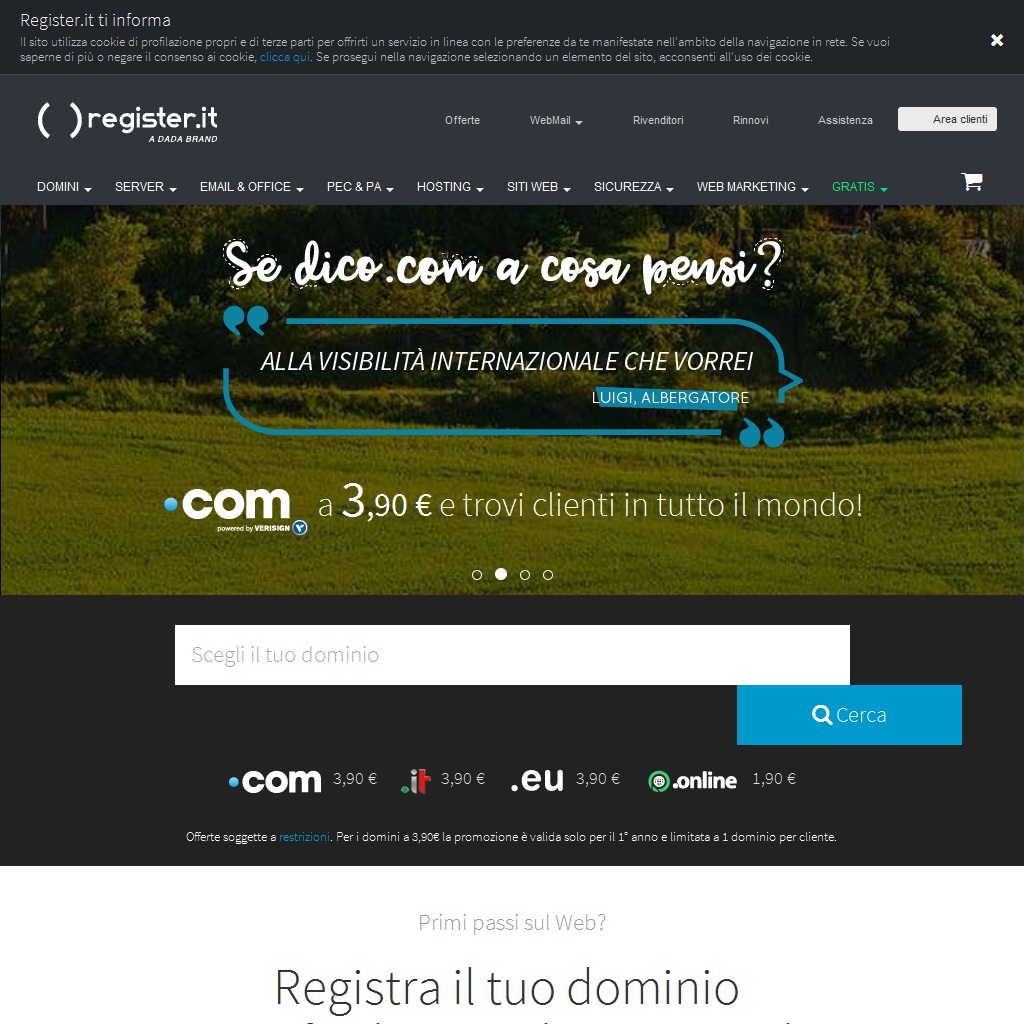 Register.it ti informa
Il sito utilizza cookie di profilazione propri e di terze parti per offrirti un servizio in linea con le preferenze da te manifestate nell'ambito della navigazione in rete. Se vuoi
saperne di più o negare il consenso ai cookie, clicca qui. Se prosegui nella navigazione selezionando un elemento del sito, acconsenti all'uso dei cookie.
register.it
A DADA BRAND
Offerte WebMail Rivenditori Rinnovi Assistenza Area clienti
DOMINI SERVER EMAIL & OFFICE PEC & PA HOSTING SITI WEB SICUREZZA WEB MARKETING GRATIS
Se dico .com a cosa pensi?
ALLA VISIBILITÀ INTERNAZIONALE CHE VORREI
LUIGI, ALBERGATORE
.com a 3,90 € e trovi clienti in tutto il mondo!
powered by VERISIGN
Scegli il tuo dominio
Cerca
.com 3,90 € .it 3,90 € .eu 3,90 € .online 1,90 €
Offerte soggette a restrizioni. Per i domini a 3,90€ la promozione è valida solo per il 1° anno e limitata a 1 dominio per cliente.
Primi passi sul Web?
Registra il tuo dominio